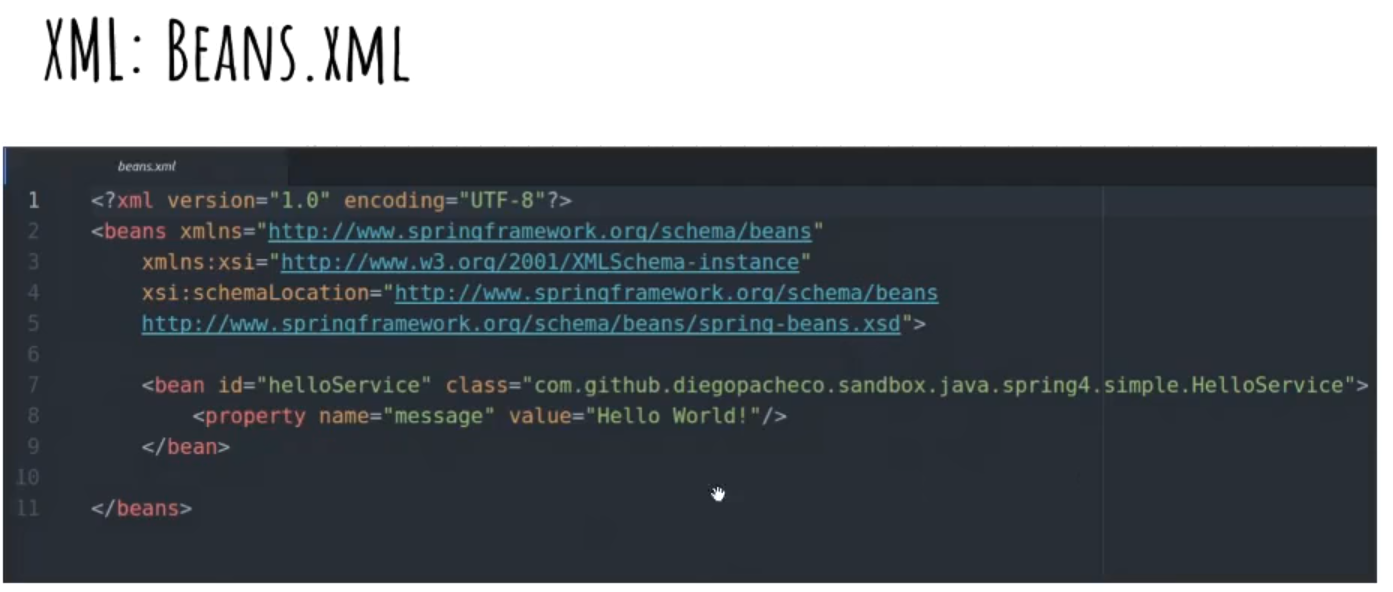 XML: BEANS.XML
beans.xml
1 <?xml version="1.0" encoding="UTF-8"?>
2 <beans xmlns="http://www.springframework.org/schema/beans"
3 xmlns:xsi="http://www.w3.org/2001/XMLSchema-instance"
4 xsi:schemaLocation="http://www.springframework.org/schema/beans
5 http://www.springframework.org/schema/beans/spring-beans.xsd">
6
7 <bean id="helloService" class="com.github.diegopacheco.sandbox.java.spring4.simple.HelloService">
8 <property name="message" value="Hello World!"/>
9 </bean>
10
11 </beans>